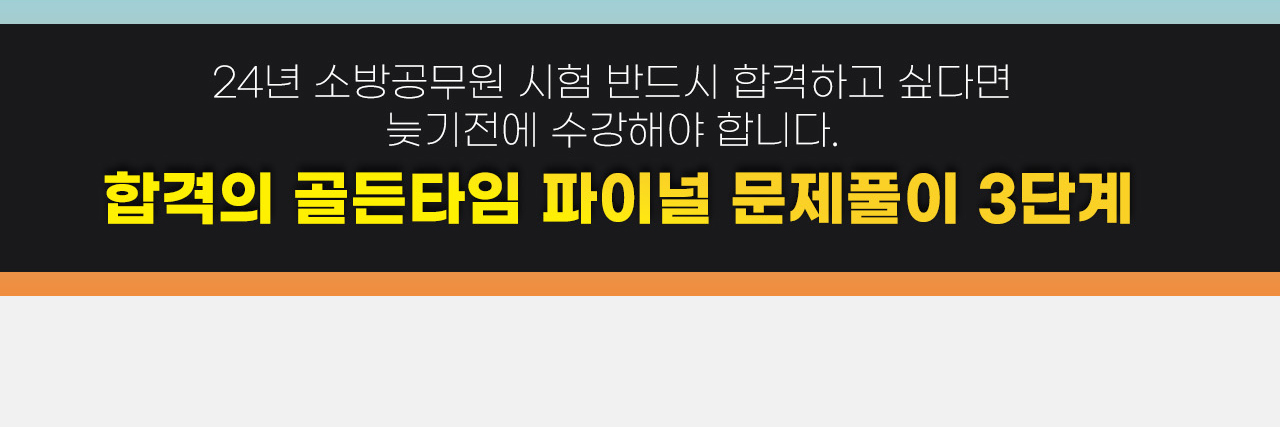 24년 소방공무원 시험 반드시 합격하고 싶다면
늦기전에 수강해야 합니다.
합격의 골든타임 파이널 문제풀이 3단계